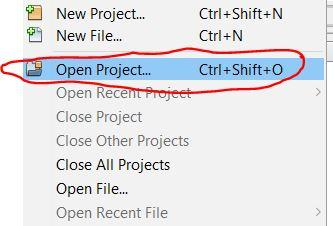 New Project... Ctrl+Shift+N
New File... Ctrl+N
Open Project... Ctrl+Shift+O
Open Recent Project
Close Project
Close Other Projects
Close All Projects
Open File...
Open Recent File